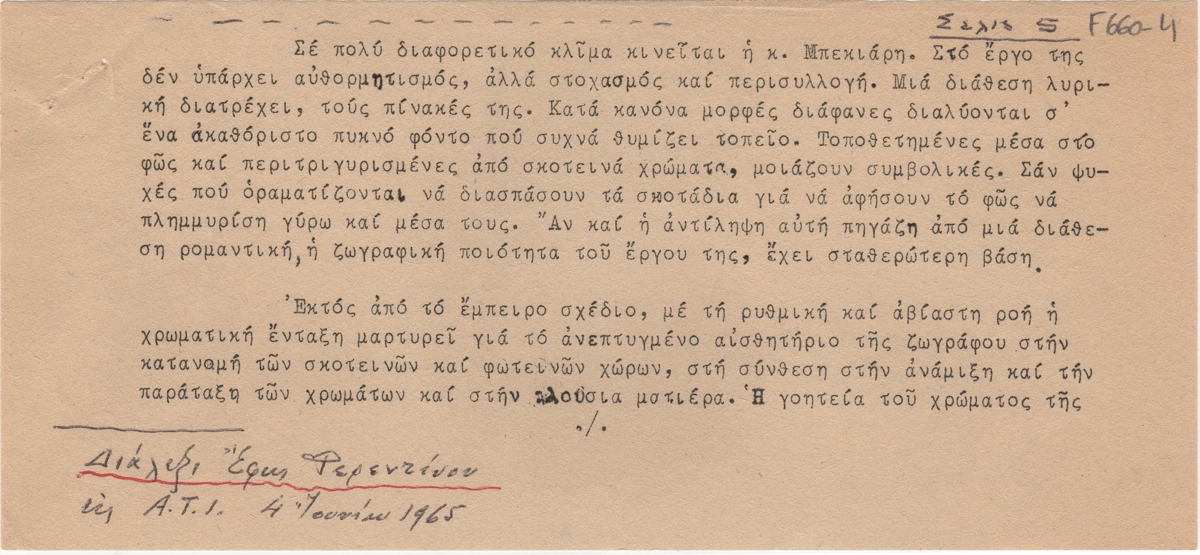 Σελις 5 F660-4
Σέ πολύ διαφορετικό κλῖμα κινεῖται ἡ κ. Μπεκιάρη. Στό ἔργο της
δέν ὑπάρχει αὐθορμητισμός, ἀλλά στοχασμός καί περισυλλογή. Μιά διάθεση λυρι-
κή διατρέχει, τούς πίνακές της. Κατά κανόνα μορφές διάφανες διαλύονται σ'
ἕνα ἀκαθόριστο πυκνό φόντο πού συχνά θυμίζει τοπεῖο. Τοποθετημένες μέσα στό
φῶς καί περιτριγυρισμένες ἀπό σκοτεινά χρώματα, μοιάζουν συμβολικές. Σάν ψυ-
χές πού ὁραματίζονται νά διασπάσουν τά σκοτάδια γιά νά ἀφήσουν τό φῶς νά
πλημμυρίση γύρω καί μέσα τους. Ἄν καί ἡ ἀντίληψη αὐτή πηγάζη ἀπό μιά διάθε-
ση ρομαντική, ἡ ζωγραφική ποιότητα τοῦ ἔργου της, ἔχει σταθερώτερη βάση.
Ἐκτός ἀπό τό ἔμπειρο σχέδιο, μέ τή ρυθμική καί ἀβίαστη ροή ἡ
χρωματική ἔνταξη μαρτυρεῖ γιά τό ἀνεπτυγμένο αἰσθητήριο τῆς ζωγράφου στήν
κατανομή τῶν σκοτεινῶν καί φωτεινῶν χώρων, στή σύνθεση στήν ἀνάμιξη καί τήν
παράταξη τῶν χρωμάτων καί στήν πλούσια ματιέρα. Ἡ γοητεία τοῦ χρώματος τῆς
./.
Διάλεξι Ἔφης Φερεντίνου
εἰς Α.Τ.Ι. 4 Ἰουνίου 1965